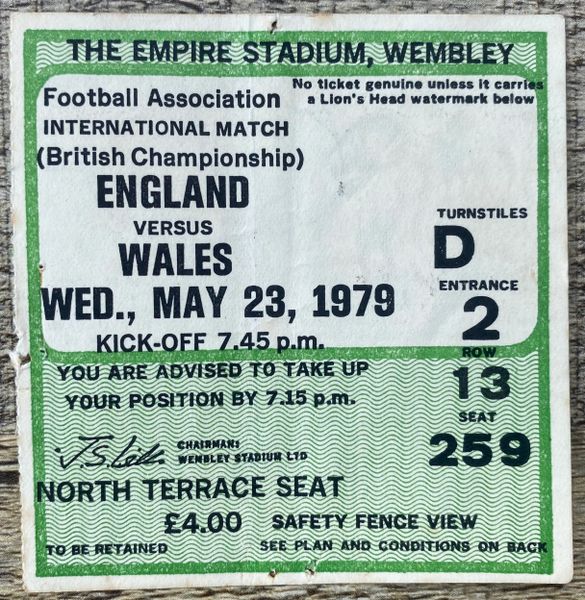 THE EMPIRE STADIUM, WEMBLEY
No ticket genuine unless it carries
a Lion's Head watermark below
Football Association
INTERNATIONAL MATCH
(British Championship)
ENGLAND
VERSUS
WALES
WED., MAY 23, 1979
KICK-OFF 7.45 p.m.
TURNSTILES
D
ENTRANCE
2
ROW
13
SEAT
259
YOU ARE ADVISED TO TAKE UP
YOUR POSITION BY 7.15 p.m.
CHAIRMAN:
WEMBLEY STADIUM LTD
NORTH TERRACE SEAT
£4.00 SAFETY FENCE VIEW
TO BE RETAINED SEE PLAN AND CONDITIONS ON BACK